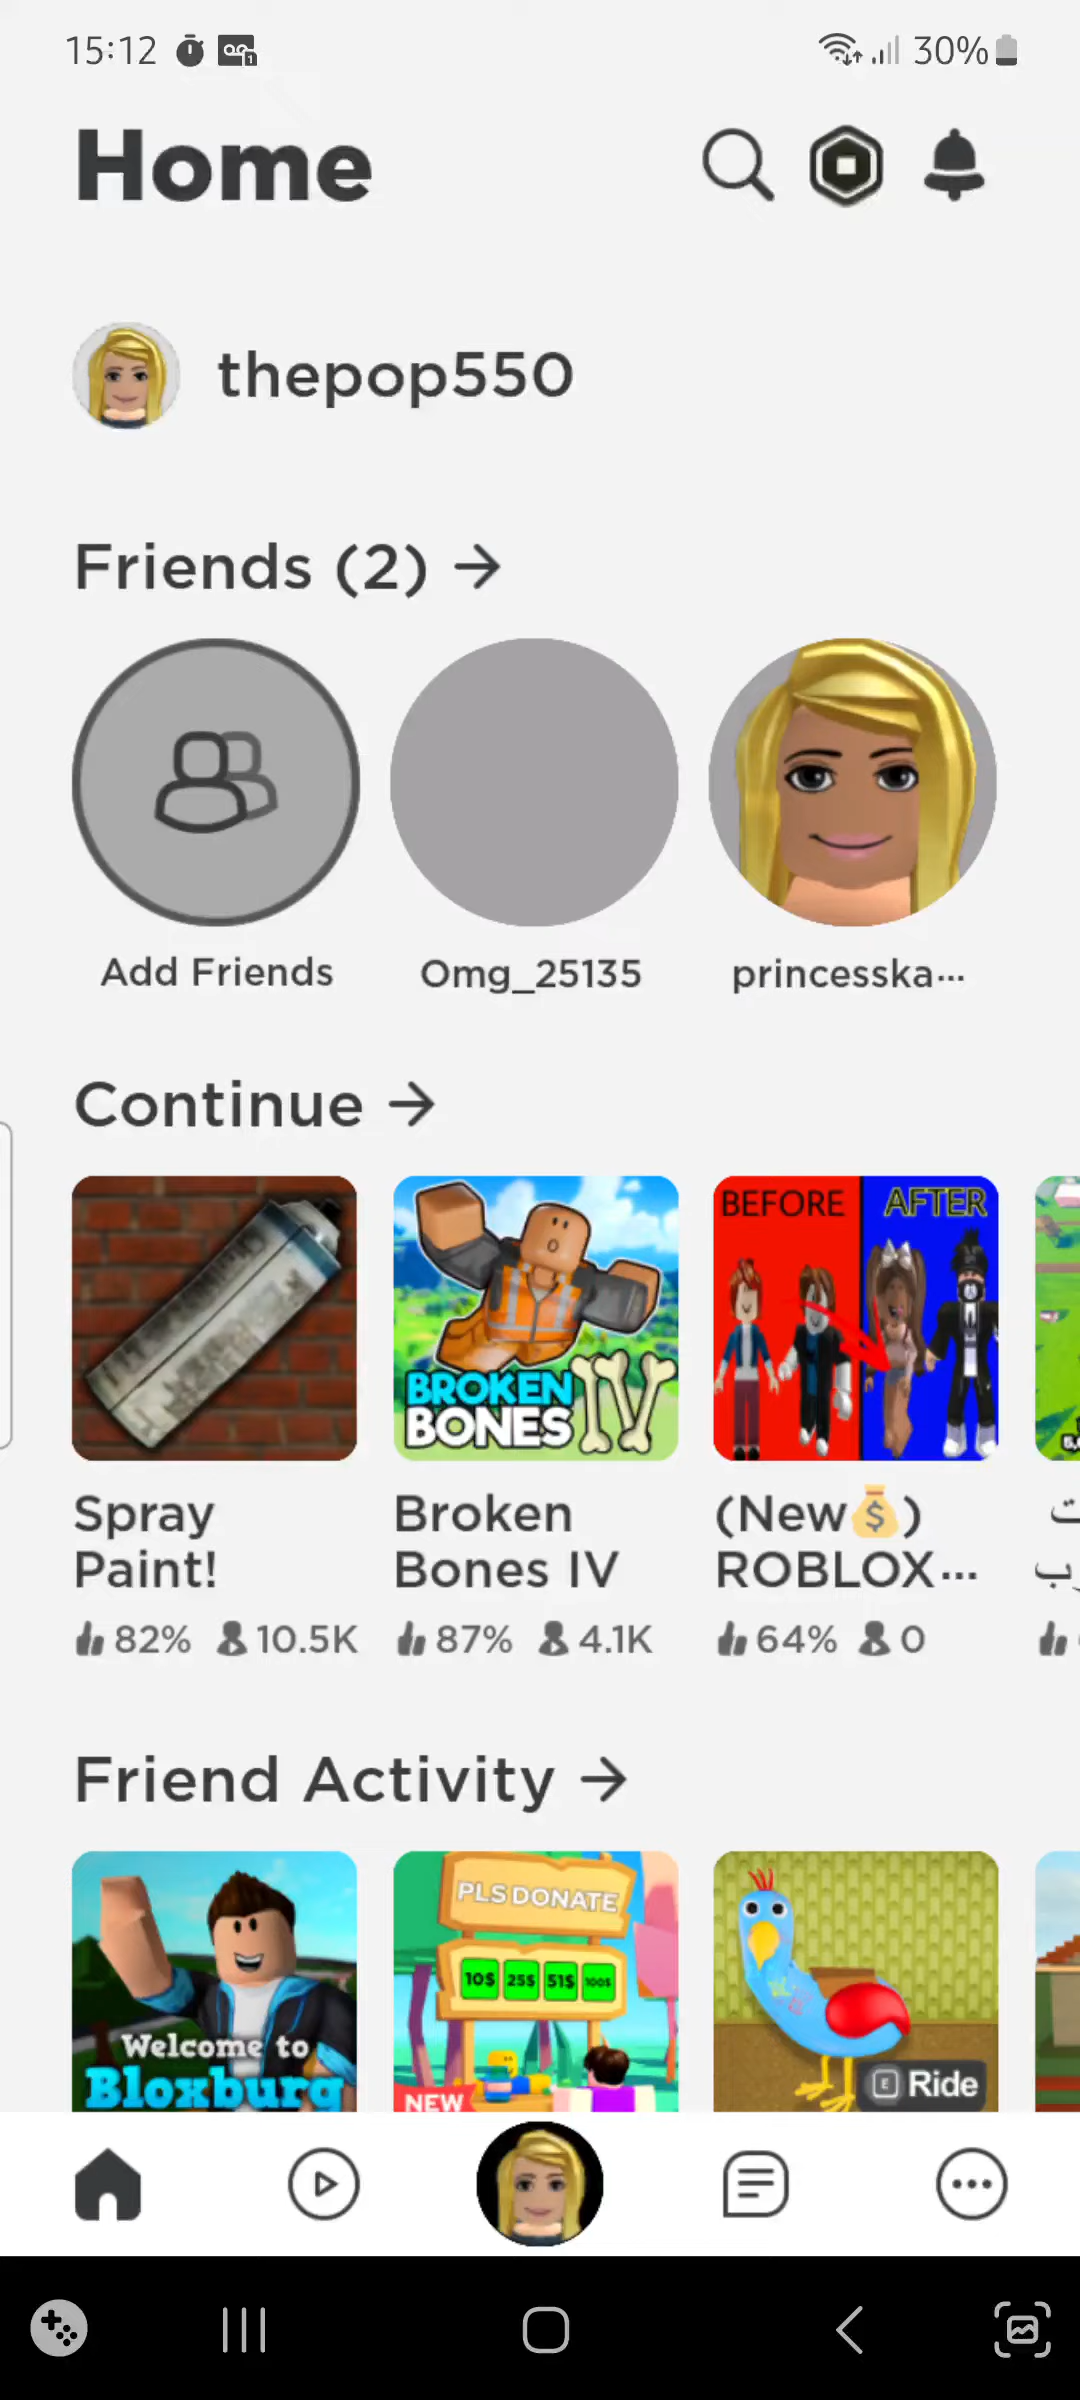 15:12
30%
Home
thepop550
Friends (2) →
Add Friends
Omg_25135
princesska...
Continue →
BEFORE
AFTER
BROKEN
BONES IV
Spray
Paint!
Broken
Bones IV
(New💰)
ROBLOX...
82% 10.5K
87% 4.1K
64% 0
Friend Activity →
Welcome to
Bloxburg
PLS DONATE
10$ 25$ 51$ 100$
NEW
E Ride